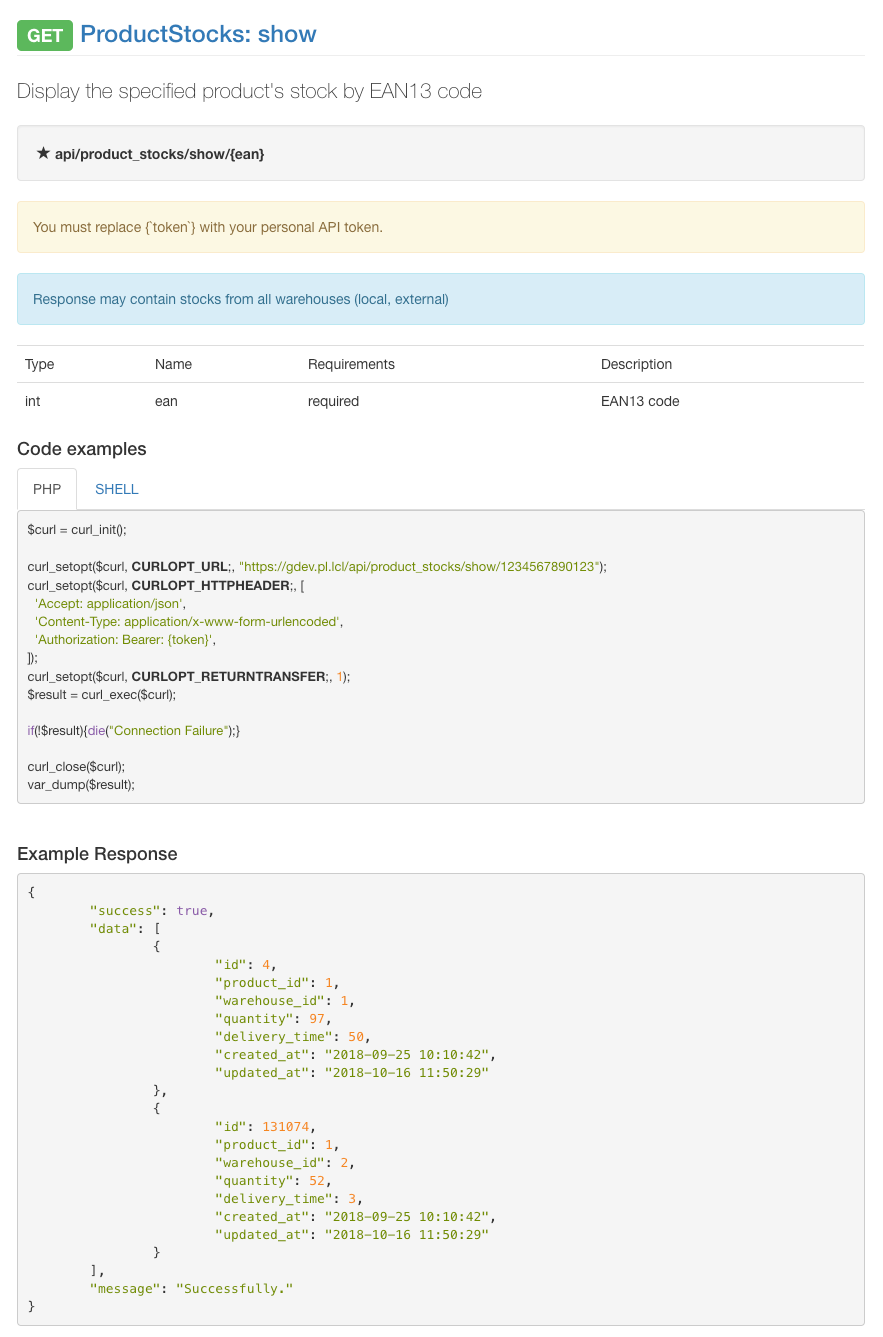 GET ProductStocks: show
Display the specified product's stock by EAN13 code
★ api/product_stocks/show/{ean}
You must replace {`token`} with your personal API token.
Response may contain stocks from all warehouses (local, external)
Type Name Requirements Description
int ean required EAN13 code
Code examples
PHP SHELL
$curl = curl_init();
curl_setopt($curl, CURLOPT_URL;, "https://gdev.pl.lcl/api/product_stocks/show/1234567890123");
curl_setopt($curl, CURLOPT_HTTPHEADER;, [
'Accept: application/json',
'Content-Type: application/x-www-form-urlencoded',
'Authorization: Bearer: {token}',
]);
curl_setopt($curl, CURLOPT_RETURNTRANSFER;, 1);
$result = curl_exec($curl);
if(!$result){die("Connection Failure");}
curl_close($curl);
var_dump($result);
Example Response
{
"success": true,
"data": [
{
"id": 4,
"product_id": 1,
"warehouse_id": 1,
"quantity": 97,
"delivery_time": 50,
"created_at": "2018-09-25 10:10:42",
"updated_at": "2018-10-16 11:50:29"
},
{
"id": 131074,
"product_id": 1,
"warehouse_id": 2,
"quantity": 52,
"delivery_time": 3,
"created_at": "2018-09-25 10:10:42",
"updated_at": "2018-10-16 11:50:29"
}
],
"message": "Successfully."
}